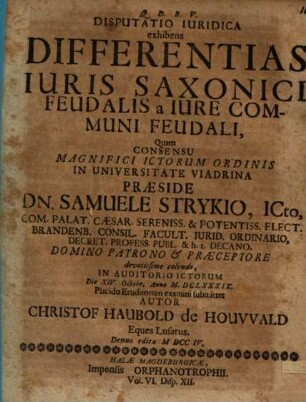 Q. D. B. V.
DISPUTATIO IURIDICA
exhibens
DIFFERENTIAS
IURIS SAXONICI
FEUDALIS a IURE COM-
MUNI FEUDALI,
Quam
CONSENSU
MAGNIFICI ICTORUM ORDINIS
IN UNIVERSITATE VIADRINA
PRÆSIDE
DN. SAMUELE STRYKIO, ICto,
COM. PALAT. CÆSAR. SERENISS. & POTENTISS. ELECT.
BRANDENB. CONSIL. FACULT. IURID. ORDINARIO,
DECRET. PROFESS. PUBL. & h. t. DECANO.
DOMINO PATRONO & PRÆCEPTORE
devotissime colendo,
IN AUDITORIO ICTORUM
Die XIV. Octobr. Anno M. DCLXXXIX.
Placido Eruditorum examini submittet
AUTOR
CHRISTOF HAUBOLD de HOUVVALD
Eques Lusatus.
Denuo edita M DCC IV.
HALÆ MAGDEBURGICÆ,
Impensis ORPHANOTROPHII.
Vol. VI. Disp. XII.